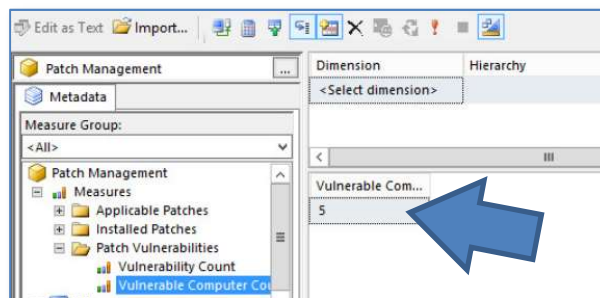 Edit as Text Import...
Patch Management ...
Metadata
Measure Group:
<All>
Patch Management
Measures
Applicable Patches
Installed Patches
Patch Vulnerabilities
Vulnerability Count
Vulnerable Computer Cou
Dimension Hierarchy
<Select dimension>
Vulnerable Com...
5